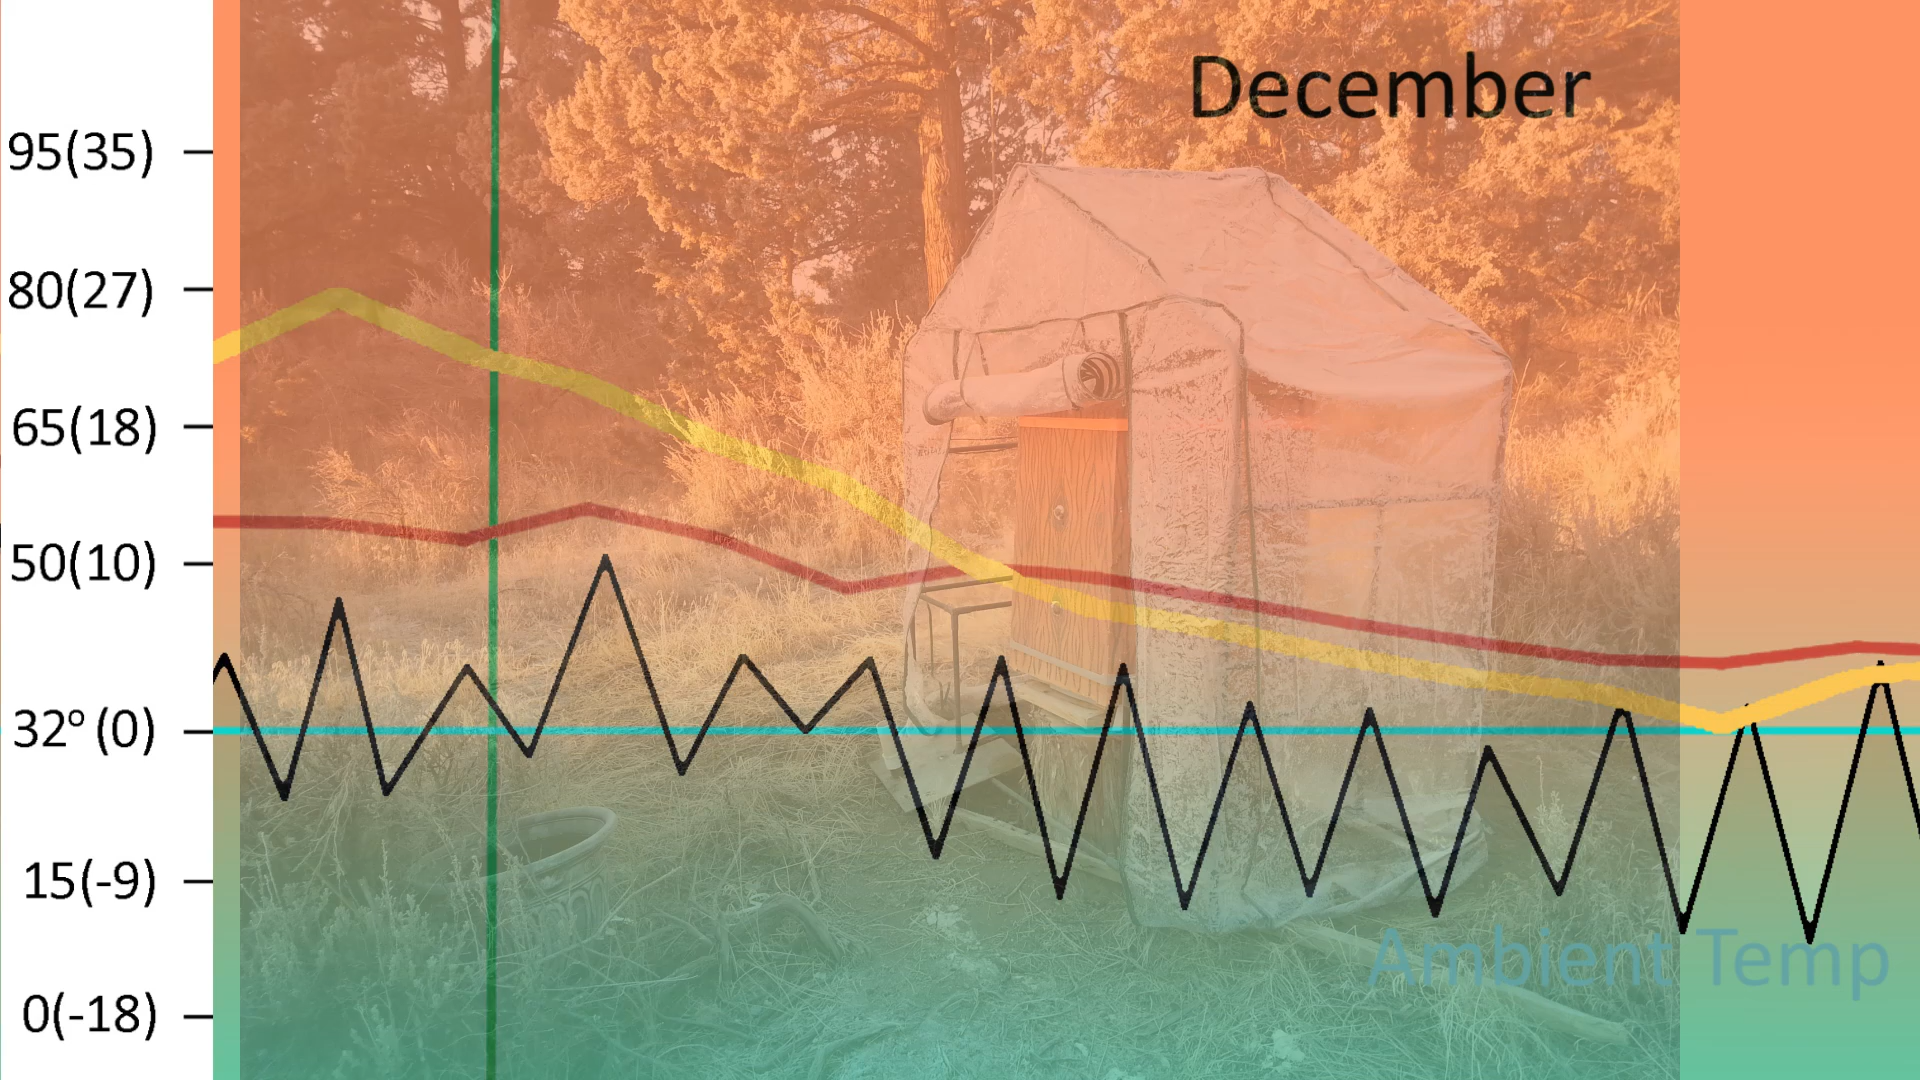 December
95(35)
80(27)
65(18)
50(10)
32º (0)
15(-9)
0(-18)
Ambient Temp